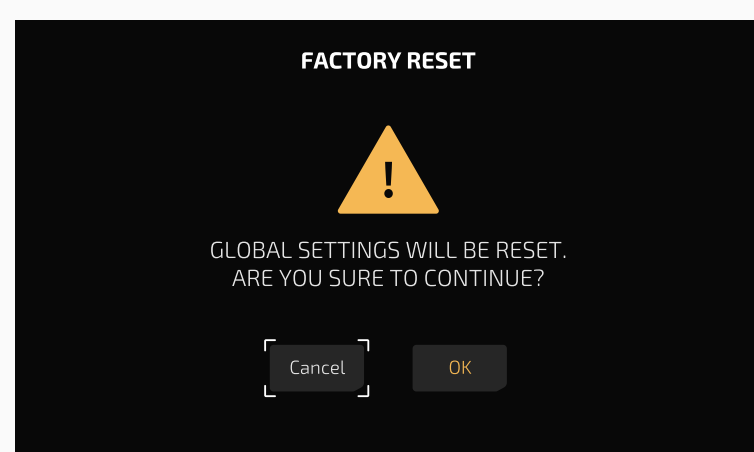 FACTORY RESET
!
GLOBAL SETTINGS WILL BE RESET.
ARE YOU SURE TO CONTINUE?
Cancel
OK